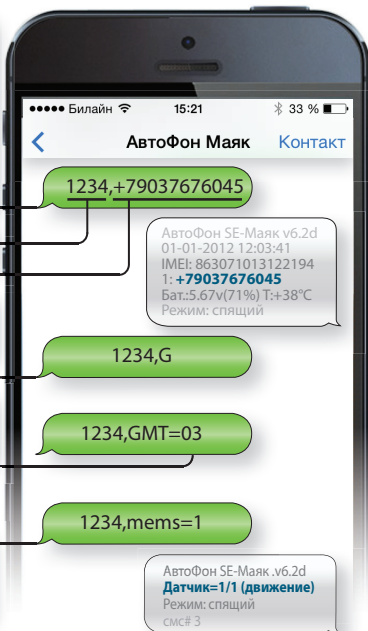 ●●●●● Билайн 15:21 33 %
АвтоФон Маяк Контакт
1234,+79037676045
АвтоФон SE-Маяк v6.2d
01-01-2012 12:03:41
IMEI: 863071013122194
1: +79037676045
Бат.:5.67v(71%) T:+38°C
Режим: спящий
1234,G
1234,GMT=03
1234,mems=1
АвтоФон SE-Маяк .v6.2d
Датчик=1/1 (движение)
Режим: спящий
смс# 3